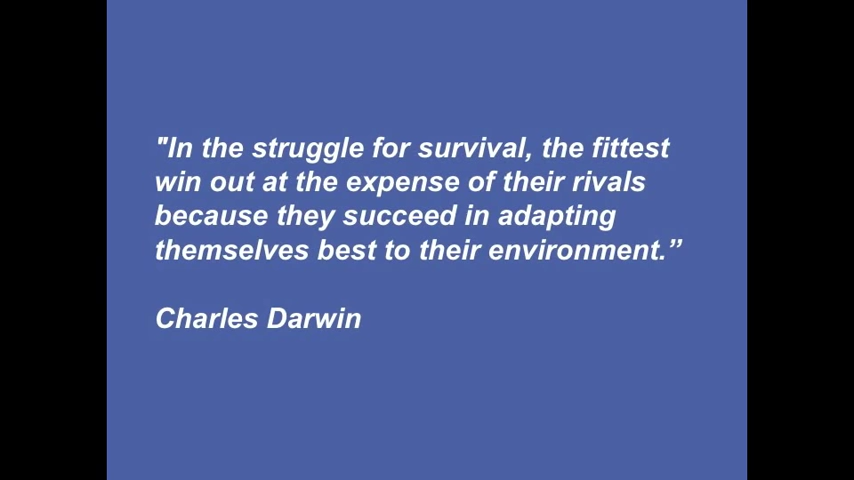 "In the struggle for survival, the fittest
win out at the expense of their rivals
because they succeed in adapting
themselves best to their environment.”
Charles Darwin